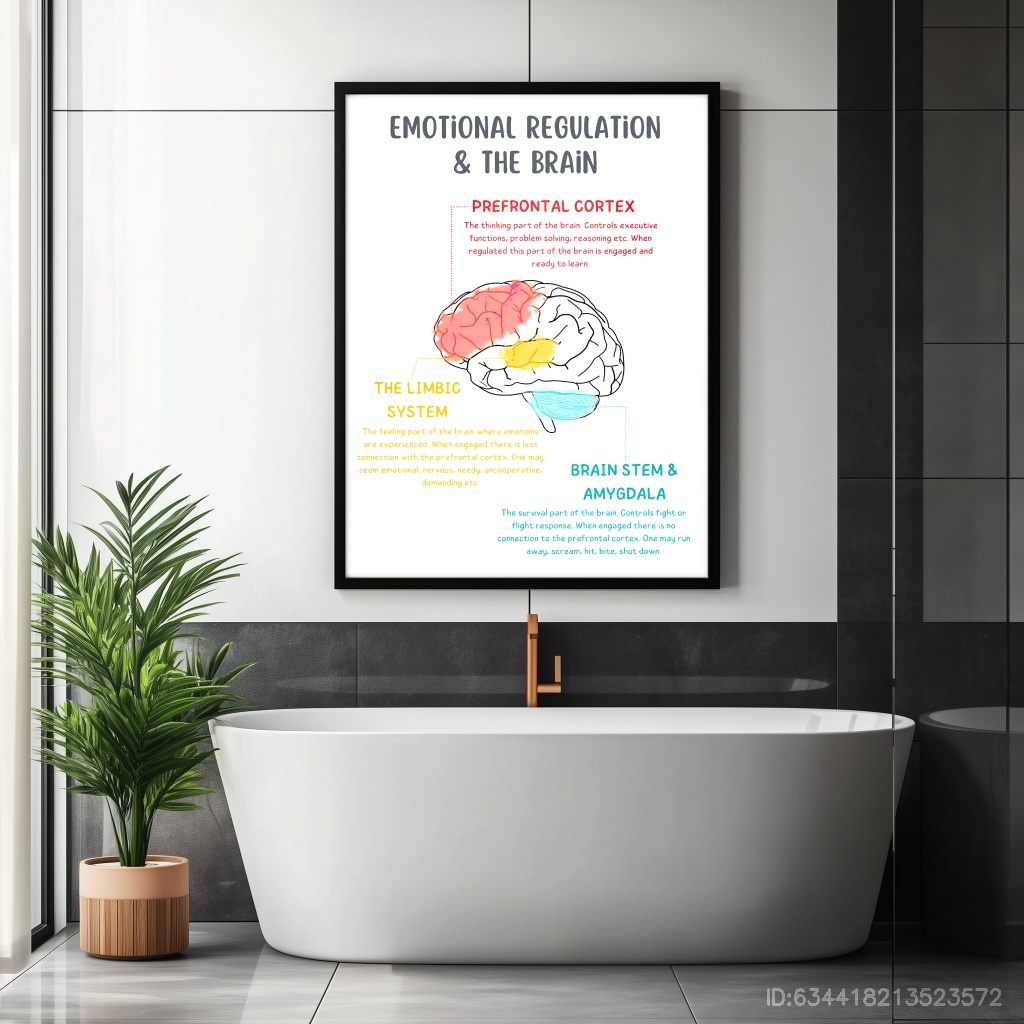 EMOTIONAL REGULATION
& THE BRAIN
PREFRONTAL CORTEX
The thinking part of the brain. Controls executive
functions, problem solving, reasoning etc. When
regulated this part of the brain is engaged and
ready to learn.
THE LIMBIC
SYSTEM
The feeling part of the brain where emotions
are experienced. When engaged there is less
connection with the prefrontal cortex. One may
seem emotional, nervous, needy, uncooperative,
demanding etc.
BRAIN STEM &
AMYGDALA
The survival part of the brain. Controls fight or
flight response. When engaged there is no
connection to the prefrontal cortex. One may run
away, scream, hit, bite, shut down.
ID:634418213523572